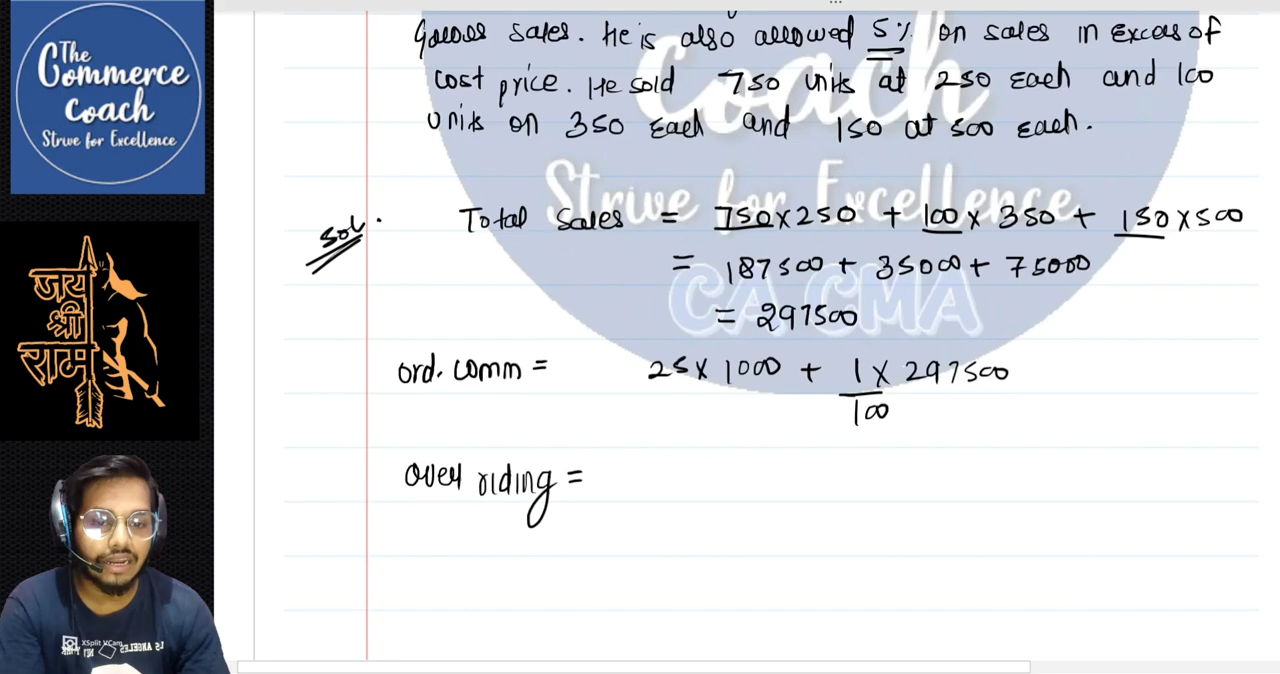 The
Commerce
Coach
Strive for Excellence
जय
श्री
राम
Gross sales. He is also allowed 5% on sales in Excess of
cost price. He sold 750 units at 250 each and 100
units on 350 each and 150 at 500 each.
Sol.
Total Sales = 750 x 250 + 100 x 350 + 150 x 500
= 187500 + 35000 + 75000
= 297500
ord. comm = 25 x 1000 + 1 x 297500
100
over riding =
Coach
Strive for Excellence
CA CMA
XSplit VCam